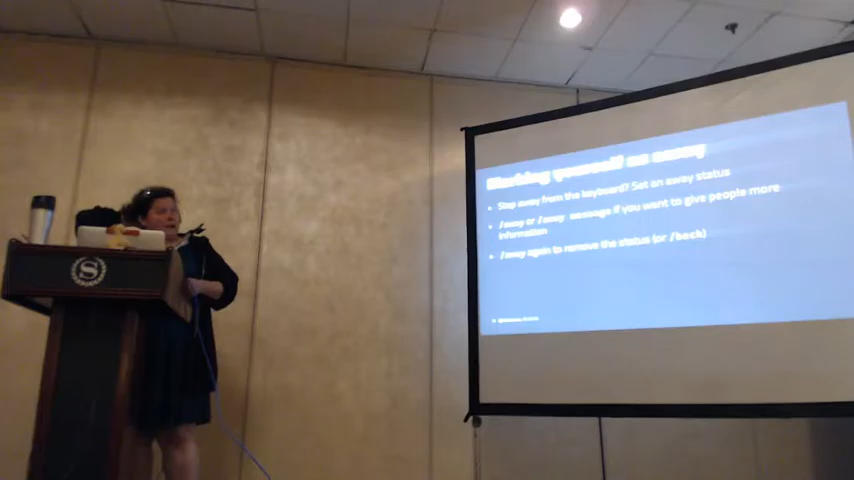 Marking yourself as away
Step away from the keyboard? Set an away status
/away or /away message if you want to give people more
information
/away again to remove the status (or /back)
S